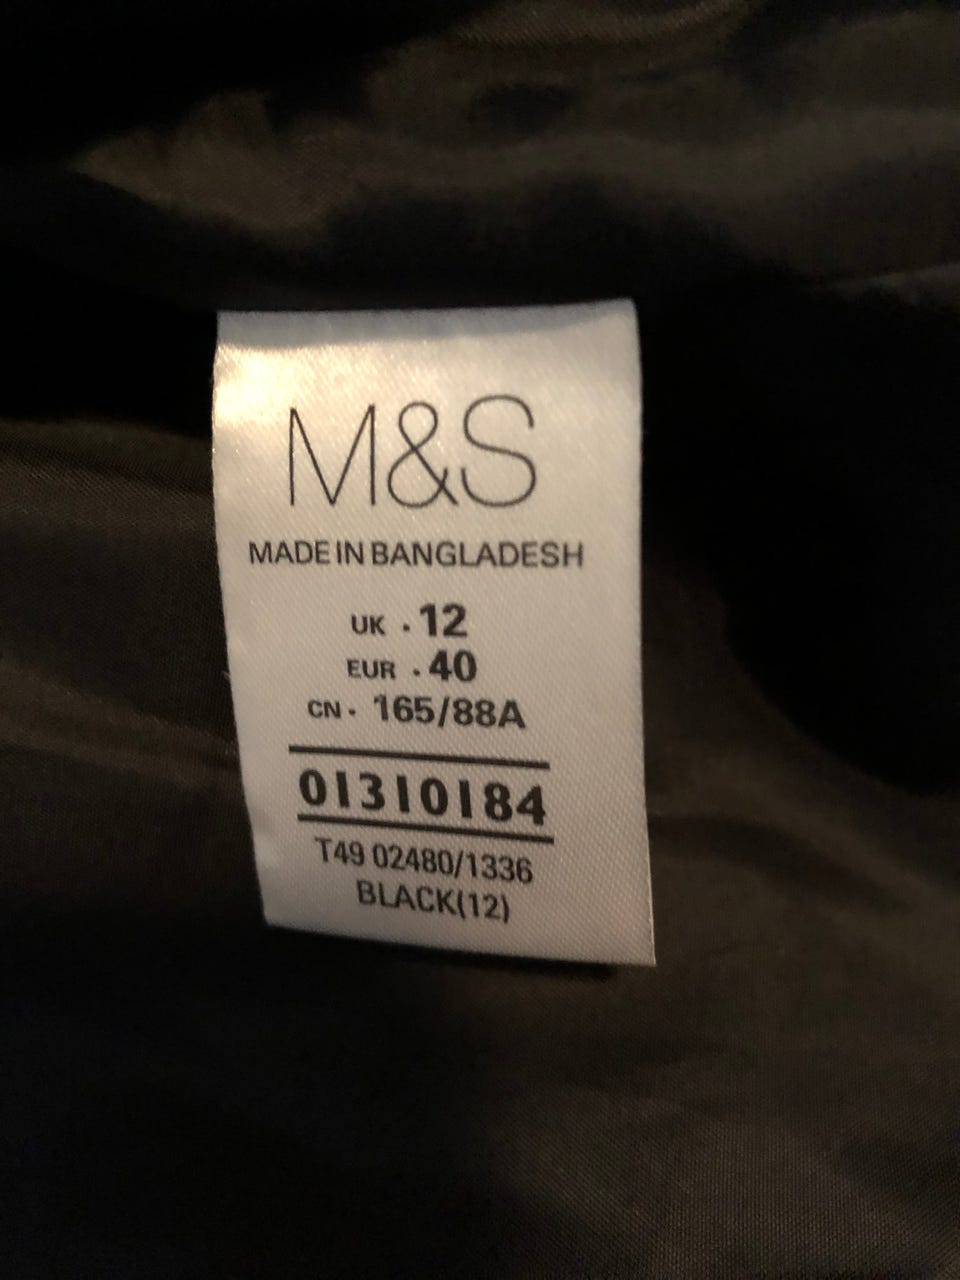 M&S
MADE IN BANGLADESH
UK . 12
EUR . 40
CN . 165/88A
01310184
T49 02480/1336
BLACK(12)